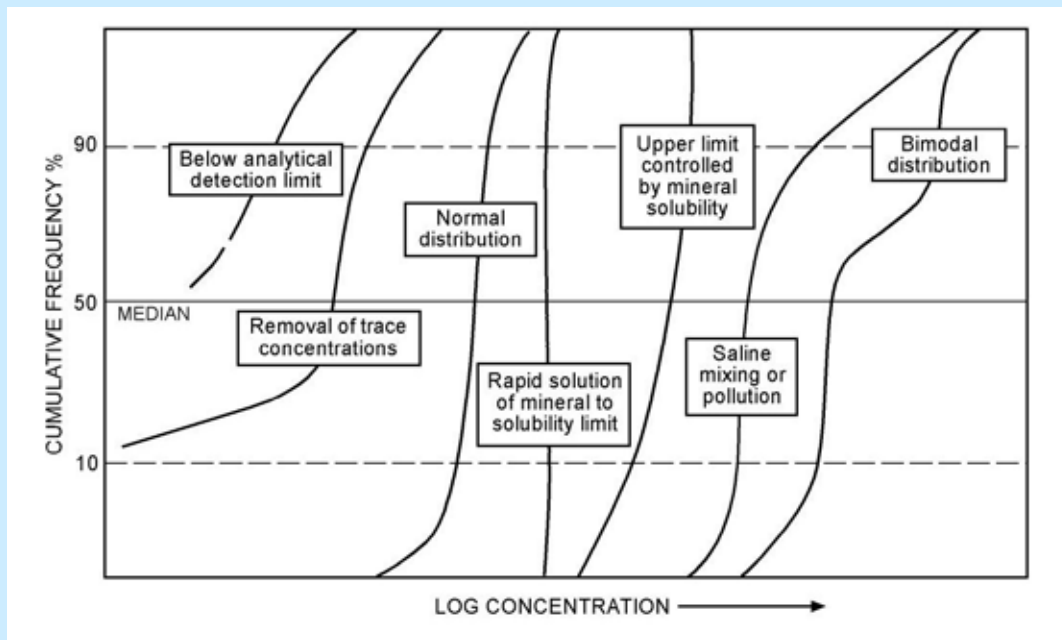 CUMULATIVE FREQUENCY %
90
50
10
MEDIAN
Below analytical
detection limit
Removal of trace
concentrations
Normal
distribution
Rapid solution
of mineral to
solubility limit
Upper limit
controlled
by mineral
solubility
Saline
mixing or
pollution
Bimodal
distribution
LOG CONCENTRATION